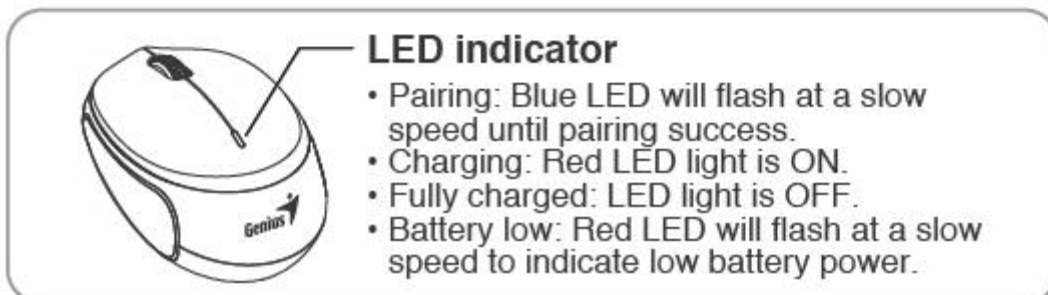 LED indicator
• Pairing: Blue LED will flash at a slow
speed until pairing success.
• Charging: Red LED light is ON.
• Fully charged: LED light is OFF.
• Battery low: Red LED will flash at a slow
speed to indicate low battery power.
Genius